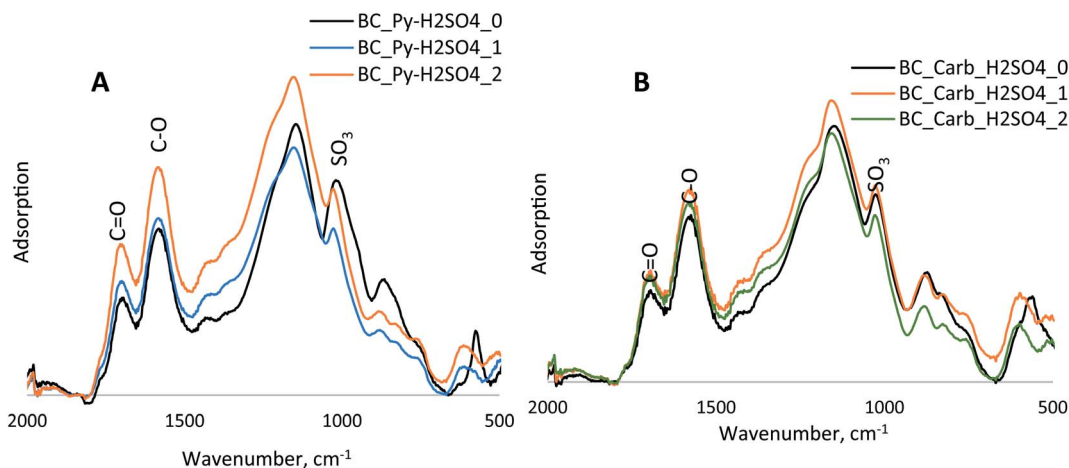 BC_Py-H2SO4_0
BC_Py-H2SO4_1
BC_Py-H2SO4_2
A
C=O
C-O
SO3
Adsorption
2000
1500
1000
500
Wavenumber, cm-1
BC_Carb_H2SO4_0
BC_Carb_H2SO4_1
BC_Carb_H2SO4_2
B
C=O
C-O
SO3
Adsorption
2000
1500
1000
500
Wavenumber, cm-1